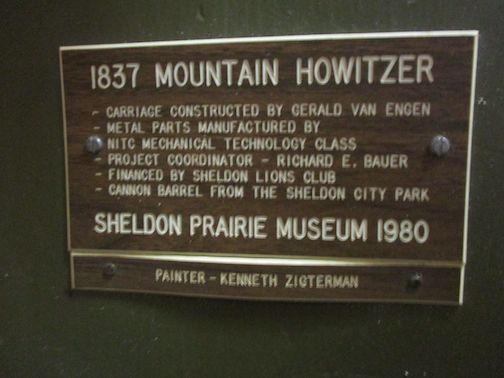 1837 MOUNTAIN HOWITZER
- CARRIAGE CONSTRUCTED BY GERALD VAN ENGEN
- METAL PARTS MANUFACTURED BY
- NITC MECHANICAL TECHNOLOGY CLASS
- PROJECT COORDINATOR - RICHARD E. BAUER
- FINANCED BY SHELDON LIONS CLUB
- CANNON BARREL FROM THE SHELDON CITY PARK
SHELDON PRAIRIE MUSEUM 1980
PAINTER - KENNETH ZIGTERMAN